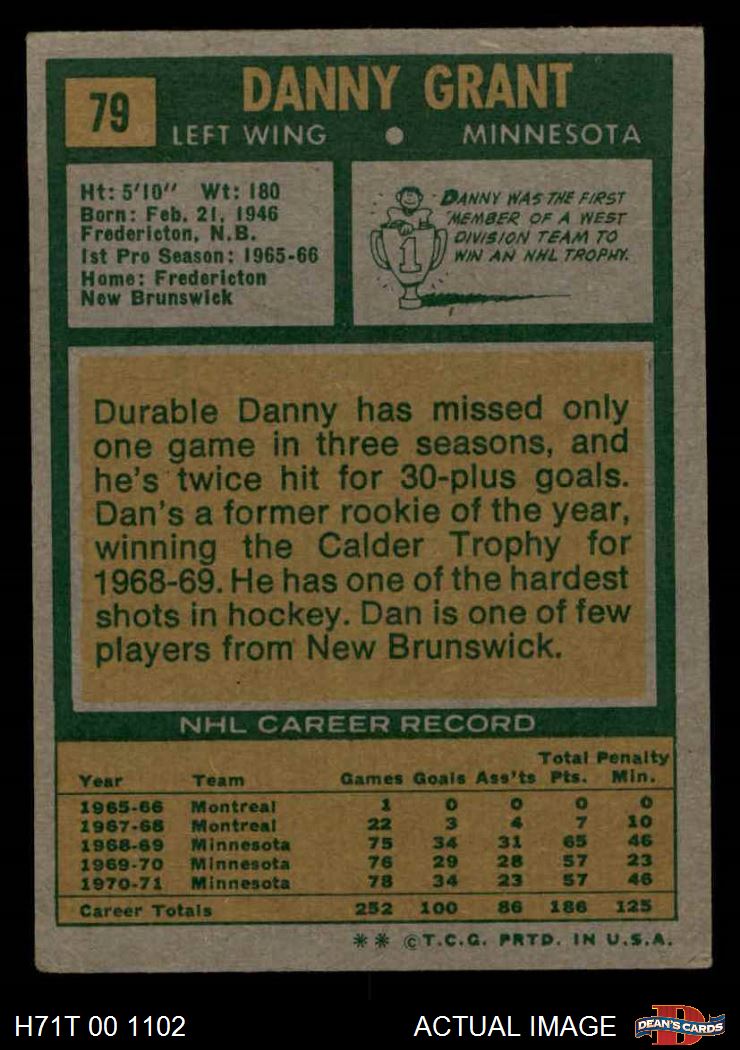 79
DANNY GRANT
LEFT WING ● MINNESOTA
Ht: 5'10" Wt: 180
Born: Feb. 21, 1946
Fredericton, N.B.
1st Pro Season: 1965-66
Home: Fredericton
New Brunswick
1
DANNY WAS THE FIRST
MEMBER OF A WEST
DIVISION TEAM TO
WIN AN NHL TROPHY.
Durable Danny has missed only
one game in three seasons, and
he's twice hit for 30-plus goals.
Dan's a former rookie of the year,
winning the Calder Trophy for
1968-69. He has one of the hardest
shots in hockey. Dan is one of few
players from New Brunswick.
NHL CAREER RECORD
Total Penalty
Year Team Games Goals Ass'ts Pts. Min.
1965-66 Montreal 1 0 0 0 0
1967-68 Montreal 22 3 4 7 10
1968-69 Minnesota 75 34 31 65 46
1969-70 Minnesota 76 29 28 57 23
1970-71 Minnesota 78 34 23 57 46
Career Totals 252 100 86 186 125
** ©T.C.G. PRTD. IN U.S.A.
H71T 00 1102 ACTUAL IMAGE D DEAN'S CARDS